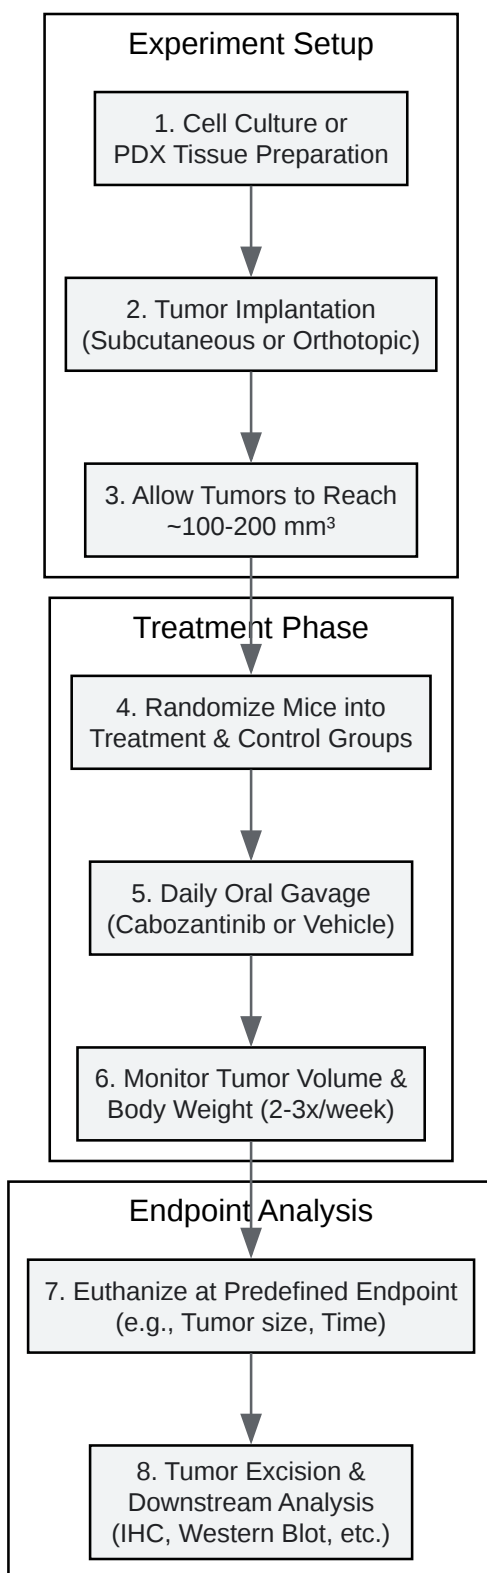 Experiment Setup
1. Cell Culture or
PDX Tissue Preparation
2. Tumor Implantation
(Subcutaneous or Orthotopic)
3. Allow Tumors to Reach
~100-200 mm³
Treatment Phase
4. Randomize Mice into
Treatment & Control Groups
5. Daily Oral Gavage
(Cabozantinib or Vehicle)
6. Monitor Tumor Volume &
Body Weight (2-3x/week)
Endpoint Analysis
7. Euthanize at Predefined Endpoint
(e.g., Tumor size, Time)
8. Tumor Excision &
Downstream Analysis
(IHC, Western Blot, etc.)